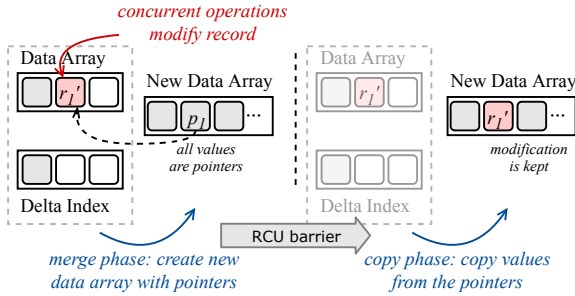 concurrent operations
modify record
Data Array
r₁′
New Data Array
p₁
...
all values
are pointers
Delta Index
merge phase: create new
data array with pointers
RCU barrier
Data Array
r₁′
New Data Array
r₁′
...
modification
is kept
Delta Index
copy phase: copy values
from the pointers